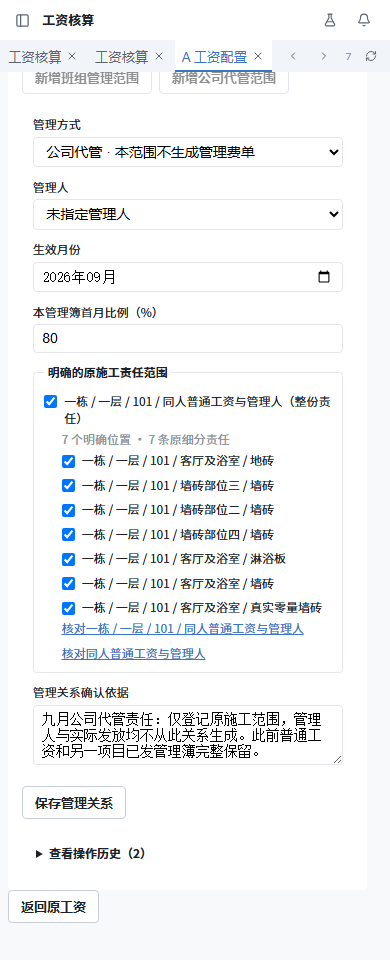 工资核算
工资核算 × 工资核算 × A 工资配置 × 7
新增班组管理范围 新增公司代管范围
管理方式
公司代管 · 本范围不生成管理费单
管理人
未指定管理人
生效月份
2026年09月
本管理簿首月比例（%）
80
明确的原施工责任范围
一栋 / 一层 / 101 / 同人普通工资与管理人（整份责
任）
7 个明确位置 · 7 条原细分责任
一栋 / 一层 / 101 / 客厅及浴室 / 地砖
一栋 / 一层 / 101 / 墙砖部位三 / 墙砖
一栋 / 一层 / 101 / 墙砖部位二 / 墙砖
一栋 / 一层 / 101 / 墙砖部位四 / 墙砖
一栋 / 一层 / 101 / 客厅及浴室 / 淋浴板
一栋 / 一层 / 101 / 客厅及浴室 / 墙砖
一栋 / 一层 / 101 / 客厅及浴室 / 真实零量墙砖
核对一栋 / 一层 / 101 / 同人普通工资与管理人
核对同人普通工资与管理人
管理关系确认依据
九月公司代管责任：仅登记原施工范围，管理
人与实际发放均不从此关系生成。此前普通工
资和另一项目已发管理簿完整保留。
保存管理关系
查看操作历史（2）
返回原工资